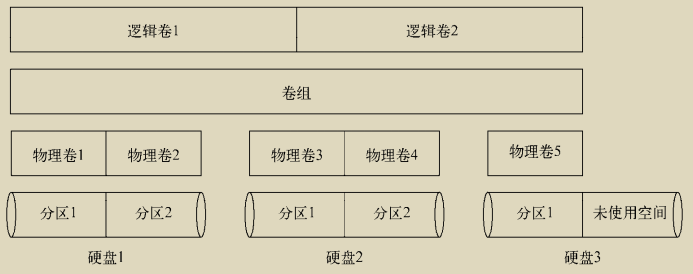 逻辑卷1 逻辑卷2
卷组
物理卷1 物理卷2 物理卷3 物理卷4 物理卷5
分区1 分区2 分区1 分区2 分区1 未使用空间
硬盘1 硬盘2 硬盘3